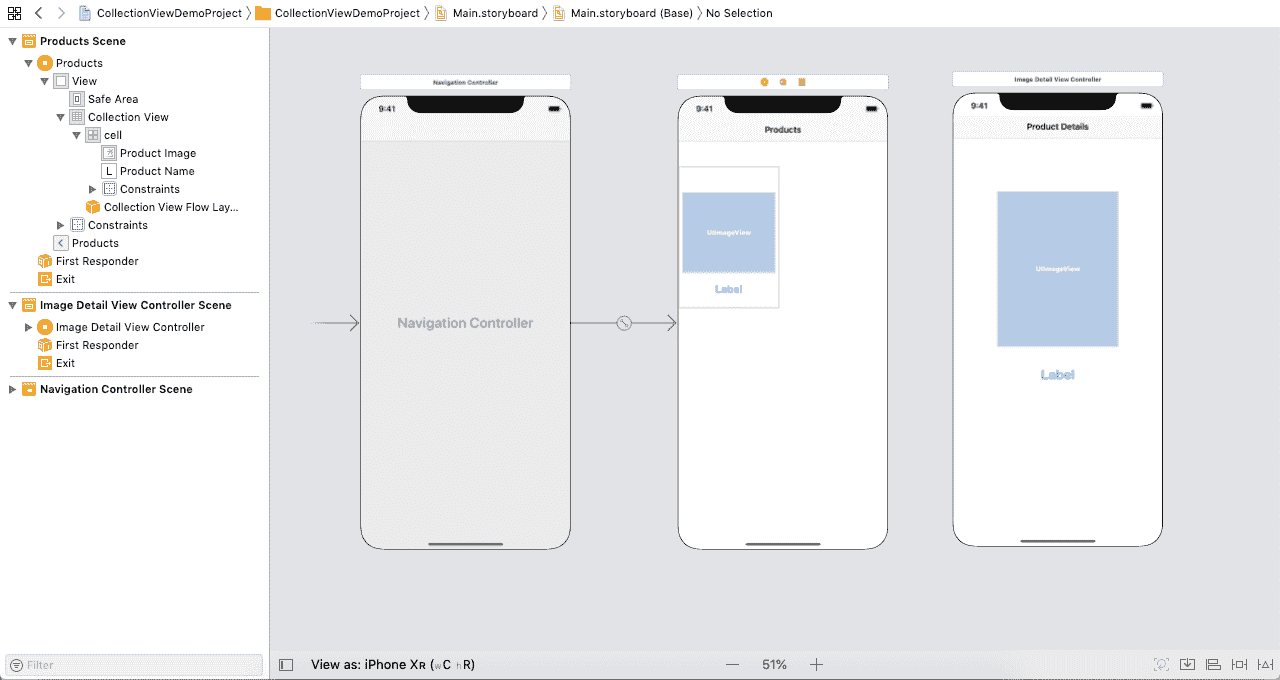 CollectionViewDemoProject CollectionViewDemoProject Main.storyboard Main.storyboard (Base) No Selection
Products Scene
Products
View
Safe Area
Collection View
cell
Product Image
L Product Name
Constraints
Collection View Flow Lay...
Constraints
Products
First Responder
Exit
Image Detail View Controller Scene
Image Detail View Controller
First Responder
Exit
Navigation Controller Scene
Filter
Navigation Controller
9:41
Navigation Controller
9:41
Products
UIImageView
Label
Image Detail View Controller
9:41
Product Details
UIImageView
Label
View as: iPhone XR (wC hR)
51%